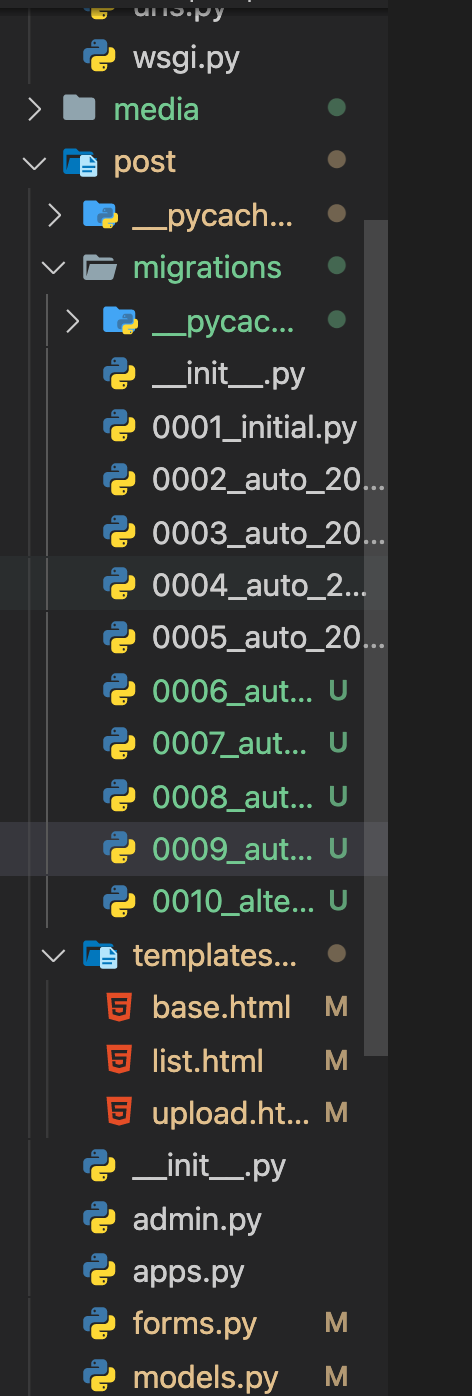 urls.py
wsgi.py
media
post
__pycach...
migrations
__pycac...
__init__.py
0001_initial.py
0002_auto_20...
0003_auto_20...
0004_auto_2...
0005_auto_20...
0006_aut... U
0007_aut... U
0008_aut... U
0009_aut... U
0010_alte... U
templates...
base.html M
list.html M
upload.ht... M
__init__.py
admin.py
apps.py
forms.py M
models.py M